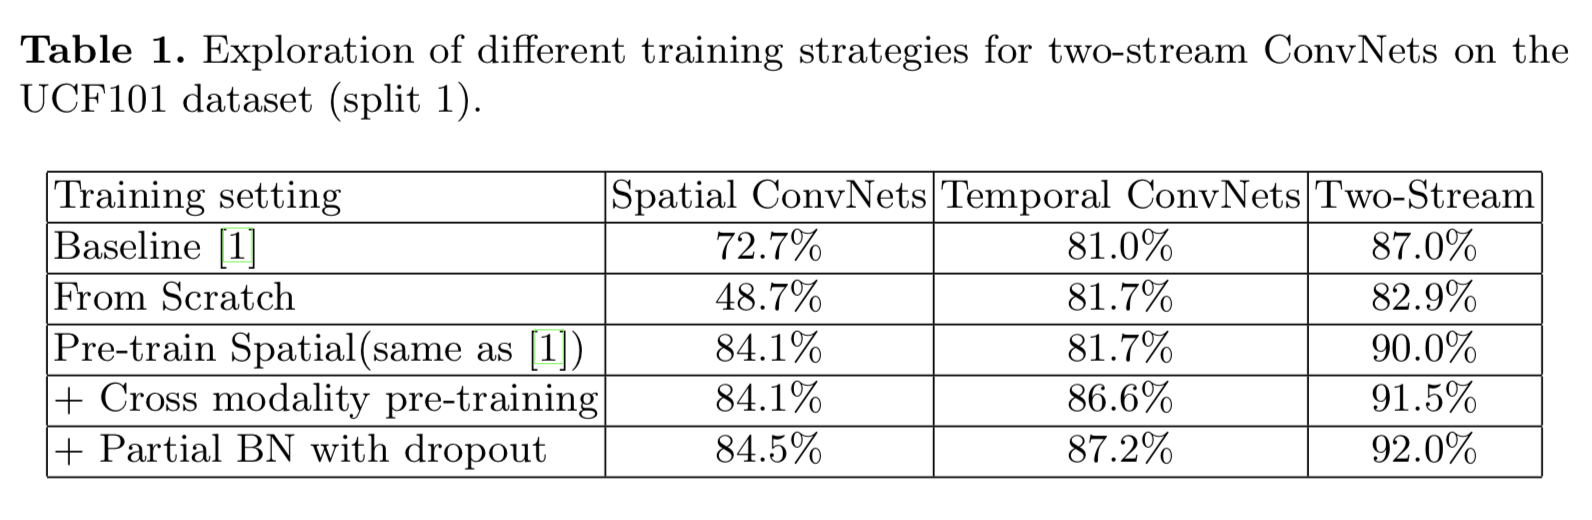 Table 1. Exploration of different training strategies for two-stream ConvNets on the
UCF101 dataset (split 1).
Training setting Spatial ConvNets Temporal ConvNets Two-Stream
Baseline [1] 72.7% 81.0% 87.0%
From Scratch 48.7% 81.7% 82.9%
Pre-train Spatial(same as [1]) 84.1% 81.7% 90.0%
+ Cross modality pre-training 84.1% 86.6% 91.5%
+ Partial BN with dropout 84.5% 87.2% 92.0%